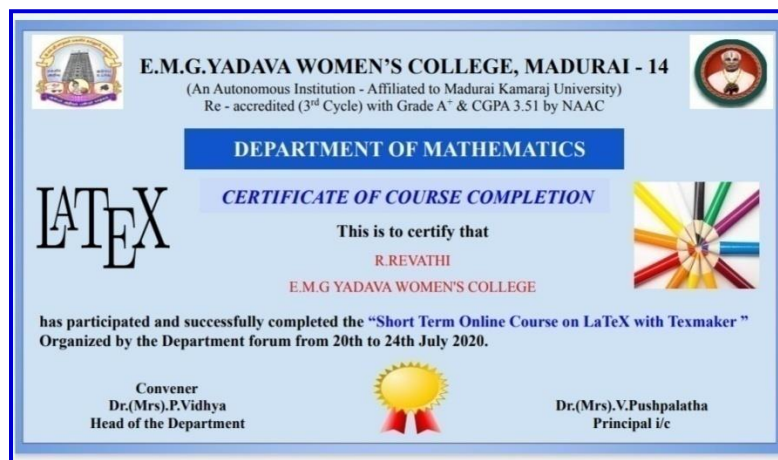 E.M.G.YADAVA WOMEN’S COLLEGE, MADURAI - 14
(An Autonomous Institution - Affiliated to Madurai Kamaraj University)
Re - accredited (3rd Cycle) with Grade A+ & CGPA 3.51 by NAAC
DEPARTMENT OF MATHEMATICS
LATEX
CERTIFICATE OF COURSE COMPLETION
This is to certify that
R.REVATHI
E.M.G YADAVA WOMEN'S COLLEGE
has participated and successfully completed the “Short Term Online Course on LaTeX with Texmaker ”
Organized by the Department forum from 20th to 24th July 2020.
Convener
Dr.(Mrs).P.Vidhya
Head of the Department
Dr.(Mrs).V.Pushpalatha
Principal i/c